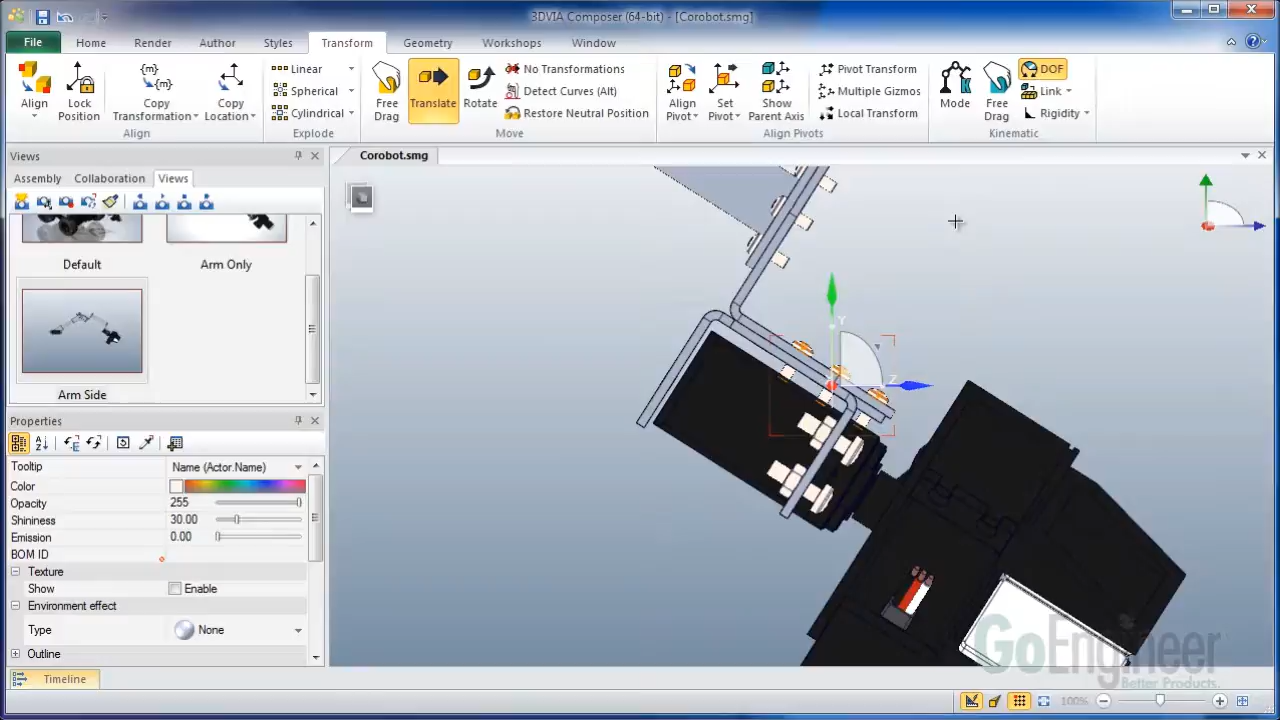 3DVIA Composer (64-bit) - [Corobot.smg]
File Home Render Author Styles Transform Geometry Workshops Window
Align
Lock Position
{m} {m}
Copy Transformation
Copy Location
Align
Linear
Spherical
Cylindrical
Explode
Free Drag
Translate
Rotate
No Transformations
Detect Curves (Alt)
Restore Neutral Position
Move
Align Pivot
Set Pivot
Show Parent Axis
Pivot Transform
Multiple Gizmos
Local Transform
Align Pivots
Mode
Free Drag
DOF
Link
Rigidity
Kinematic
Views
Assembly Collaboration Views
Default Arm Only
Arm Side
Properties
Tooltip Name (Actor.Name)
Color
Opacity 255
Shininess 30.00
Emission 0.00
BOM ID
Texture
Show Enable
Environment effect
Type None
Outline
Corobot.smg
Y
Z
GoEngineer
Better Products.
Timeline
100%